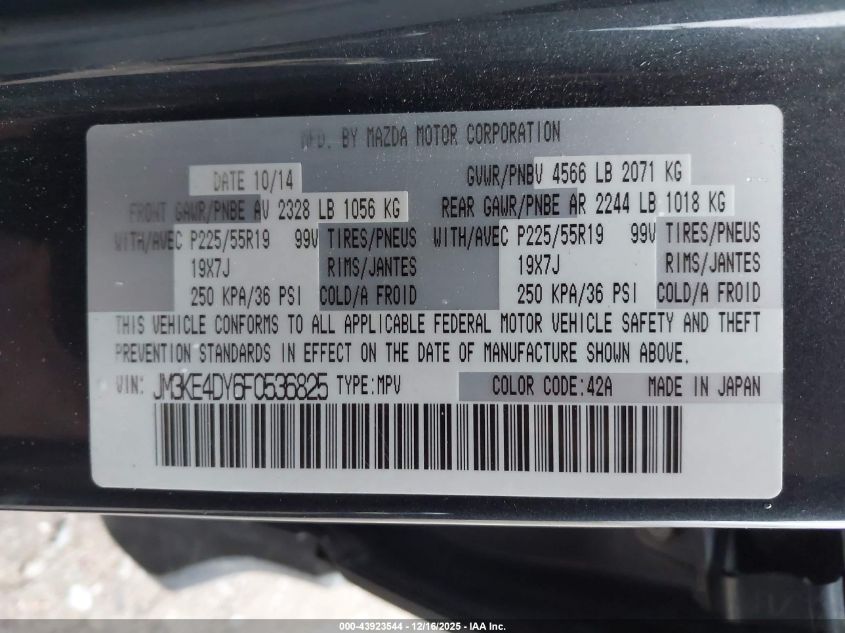 MFD. BY MAZDA MOTOR CORPORATION
DATE 10/14 GVWR/PNBV 4566 LB 2071 KG
FRONT GAWR/PNBE AV 2328 LB 1056 KG REAR GAWR/PNBE AR 2244 LB 1018 KG
WITH/AVEC P225/55R19 99V TIRES/PNEUS WITH/AVEC P225/55R19 99V TIRES/PNEUS
19X7J RIMS/JANTES 19X7J RIMS/JANTES
250 KPA/36 PSI COLD/A FROID 250 KPA/36 PSI COLD/A FROID
THIS VEHICLE CONFORMS TO ALL APPLICABLE FEDERAL MOTOR VEHICLE SAFETY AND THEFT
PREVENTION STANDARDS IN EFFECT ON THE DATE OF MANUFACTURE SHOWN ABOVE.
VIN: JM3KE4DY6F0536825 TYPE:MPV COLOR CODE:42A MADE IN JAPAN
000-43923544 - 12/16/2025 - IAA, LLC